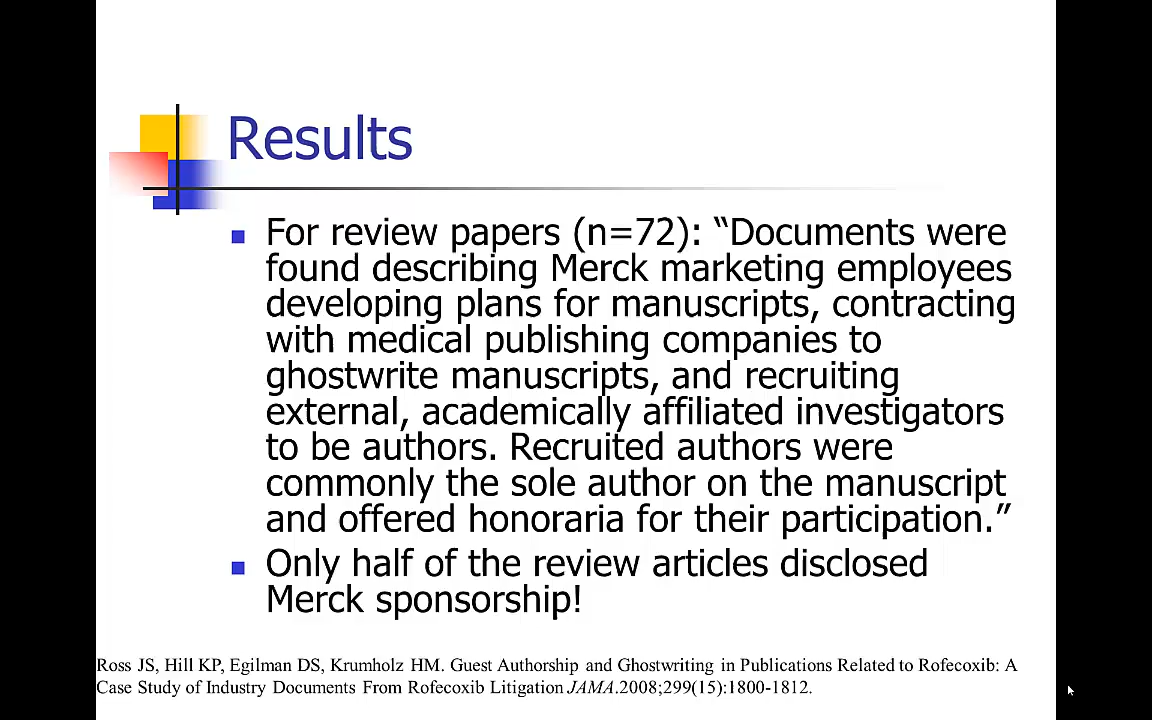 Results
For review papers (n=72): “Documents were
found describing Merck marketing employees
developing plans for manuscripts, contracting
with medical publishing companies to
ghostwrite manuscripts, and recruiting
external, academically affiliated investigators
to be authors. Recruited authors were
commonly the sole author on the manuscript
and offered honoraria for their participation.”
Only half of the review articles disclosed
Merck sponsorship!
Ross JS, Hill KP, Egilman DS, Krumholz HM. Guest Authorship and Ghostwriting in Publications Related to Rofecoxib: A
Case Study of Industry Documents From Rofecoxib Litigation JAMA.2008;299(15):1800-1812.